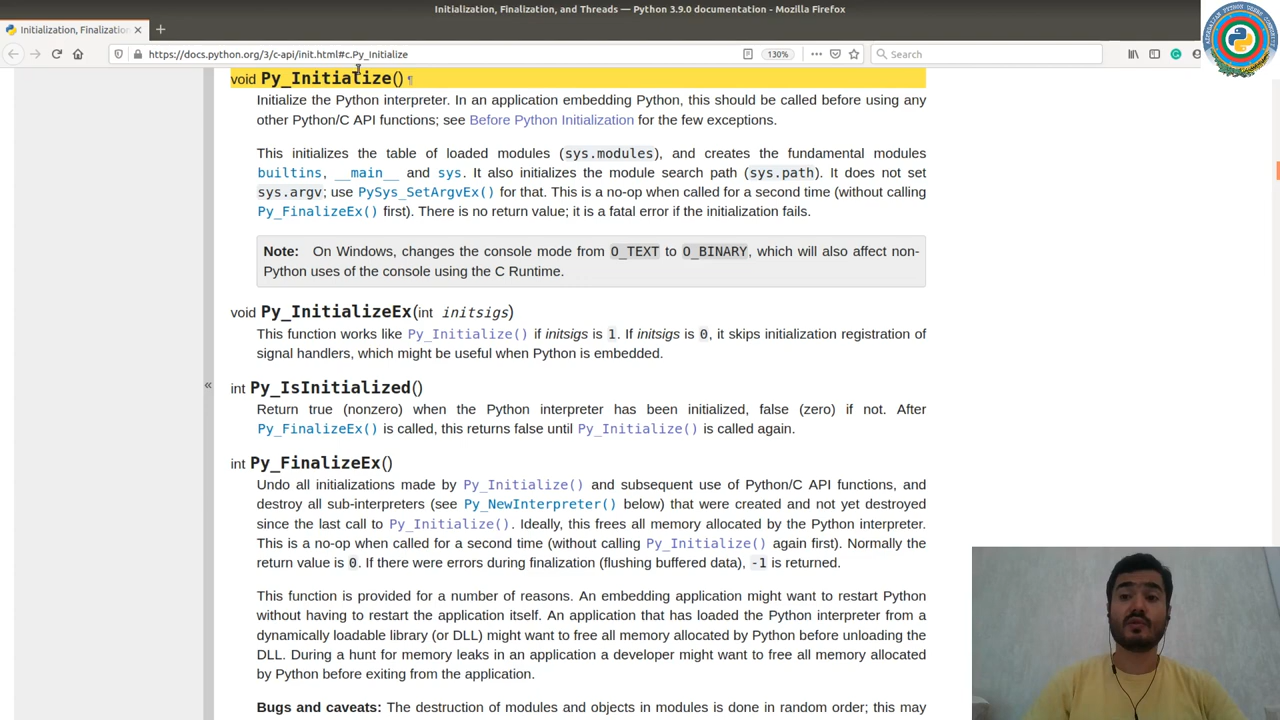 Initialization, Finalization, and Threads — Python 3.9.0 documentation - Mozilla Firefox
Initialization, Finalizatio
https://docs.python.org/3/c-api/init.html#c.Py_Initialize
130%
Search
void Py_Initialize() ¶
Initialize the Python interpreter. In an application embedding Python, this should be called before using any
other Python/C API functions; see Before Python Initialization for the few exceptions.
This initializes the table of loaded modules (sys.modules), and creates the fundamental modules
builtins, __main__ and sys. It also initializes the module search path (sys.path). It does not set
sys.argv; use PySys_SetArgvEx() for that. This is a no-op when called for a second time (without calling
Py_FinalizeEx() first). There is no return value; it is a fatal error if the initialization fails.
Note: On Windows, changes the console mode from O_TEXT to O_BINARY, which will also affect non-
Python uses of the console using the C Runtime.
void Py_InitializeEx(int initsigs)
This function works like Py_Initialize() if initsigs is 1. If initsigs is 0, it skips initialization registration of
signal handlers, which might be useful when Python is embedded.
«
int Py_IsInitialized()
Return true (nonzero) when the Python interpreter has been initialized, false (zero) if not. After
Py_FinalizeEx() is called, this returns false until Py_Initialize() is called again.
int Py_FinalizeEx()
Undo all initializations made by Py_Initialize() and subsequent use of Python/C API functions, and
destroy all sub-interpreters (see Py_NewInterpreter() below) that were created and not yet destroyed
since the last call to Py_Initialize(). Ideally, this frees all memory allocated by the Python interpreter.
This is a no-op when called for a second time (without calling Py_Initialize() again first). Normally the
return value is 0. If there were errors during finalization (flushing buffered data), -1 is returned.
This function is provided for a number of reasons. An embedding application might want to restart Python
without having to restart the application itself. An application that has loaded the Python interpreter from a
dynamically loadable library (or DLL) might want to free all memory allocated by Python before unloading the
DLL. During a hunt for memory leaks in an application a developer might want to free all memory allocated
by Python before exiting from the application.
Bugs and caveats: The destruction of modules and objects in modules is done in random order; this may